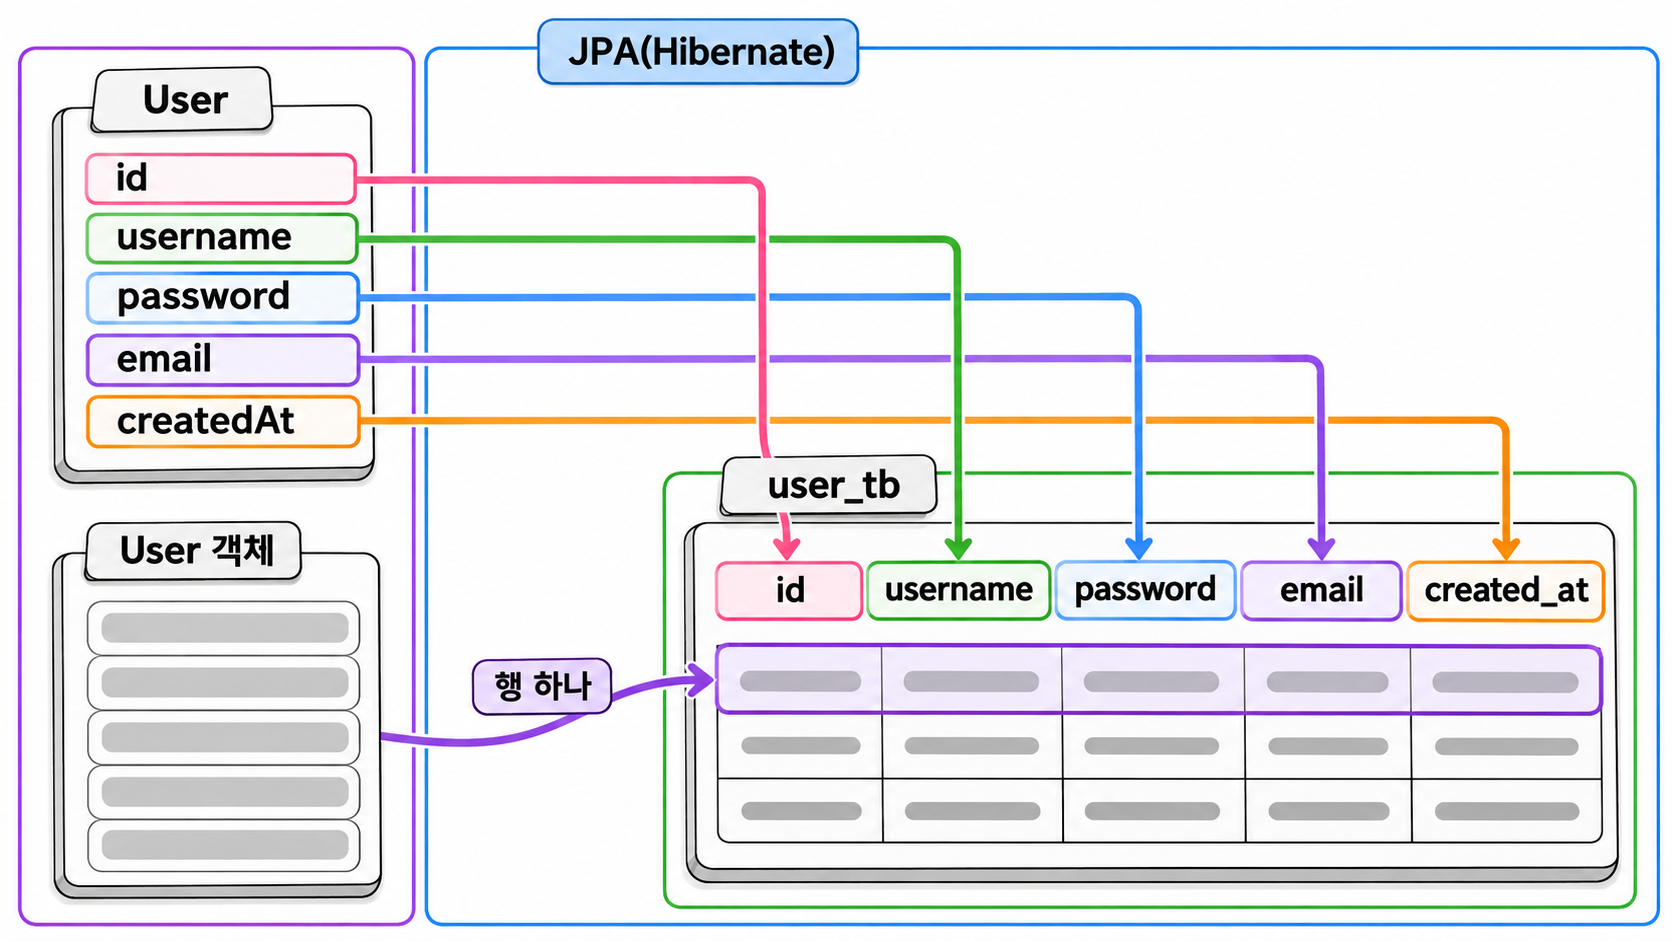 JPA(Hibernate)
User
id
username
password
email
createdAt
User 객체
행 하나
user_tb
id
username
password
email
created_at